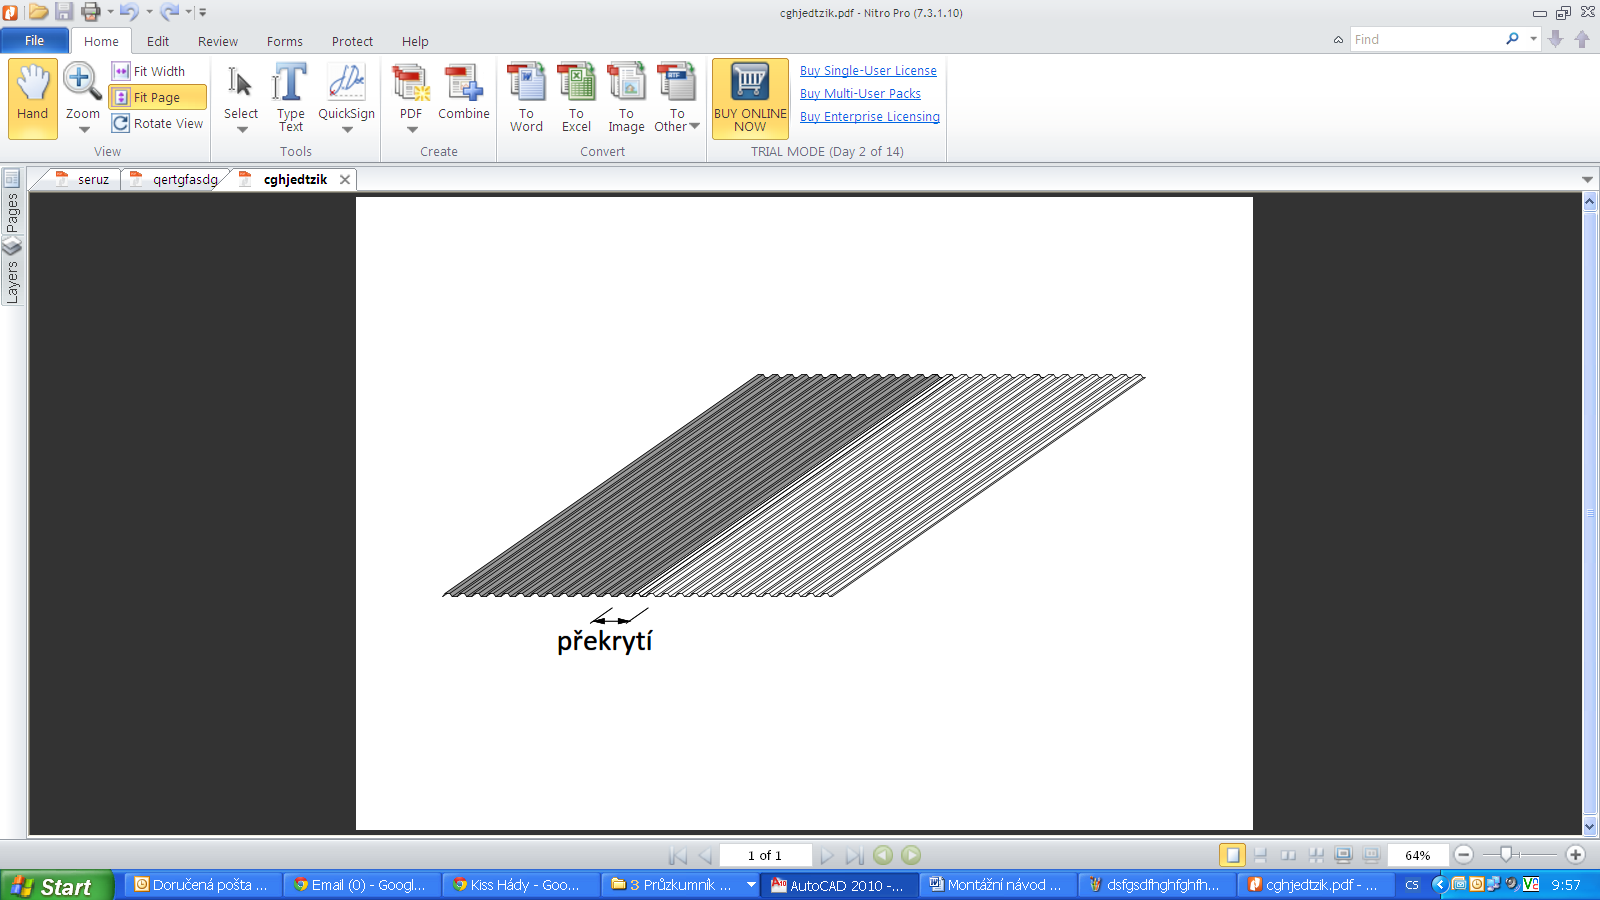 cghjedtzik.pdf - Nitro Pro (7.3.1.10)
File
Home
Edit
Review
Forms
Protect
Help
Find
Hand
Zoom
Fit Width
Fit Page
Rotate View
View
Select
Type
Text
QuickSign
Tools
PDF
Combine
Create
To
Word
To
Excel
To
Image
To
Other
Convert
BUY ONLINE
NOW
Buy Single-User License
Buy Multi-User Packs
Buy Enterprise Licensing
TRIAL MODE (Day 2 of 14)
seruz
qertgfasdg
cghjedtzik
Pages
Layers
překrytí
1 of 1
64%
Start
Doručená pošta ...
Email (0) - Googl...
Kiss Hády - Goo...
3 Průzkumník ...
AutoCAD 2010 -...
Montážní návod ...
dsfgsdfhghfghfh...
cghjedtzik.pdf - ...
CS
9:57